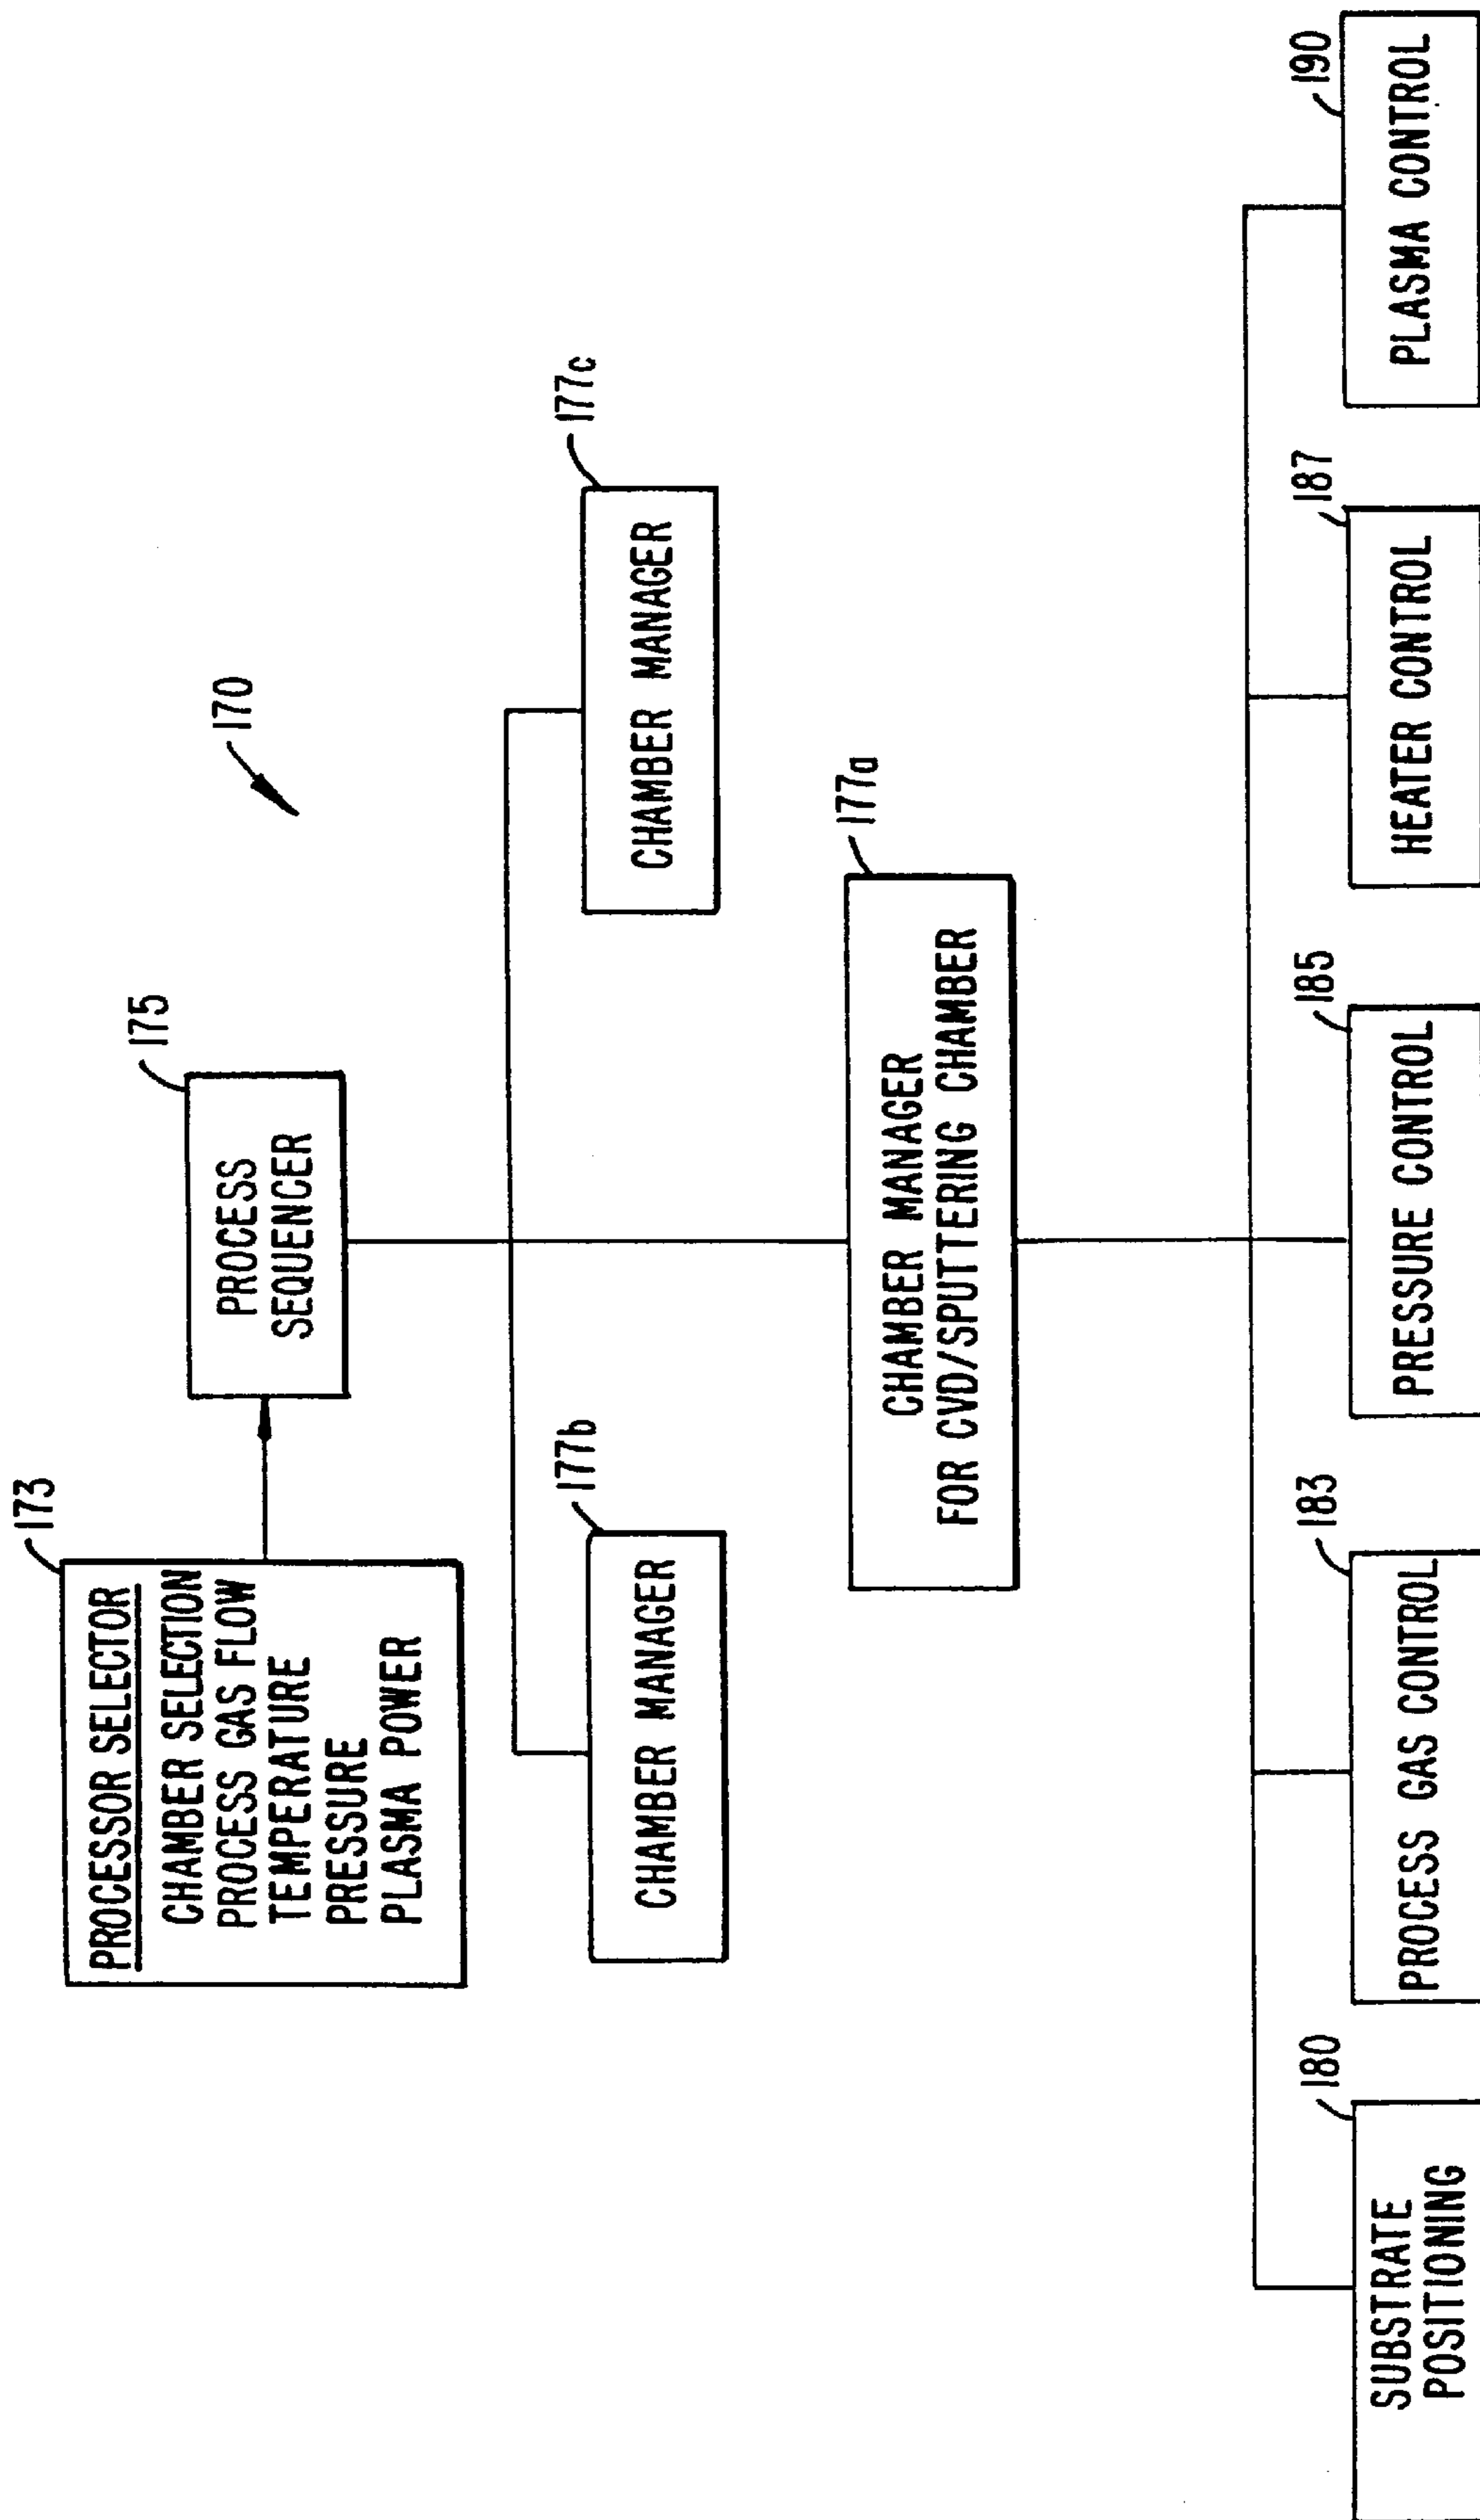 170
173
PROCESSOR SELECTOR
CHAMBER SELECTION
PROCESS GAS FLOW
TEMPERATURE
PRESSURE
PLASMA POWER
175
PROCESS
SEQUENCER
177b
CHAMBER MANAGER
177c
CHAMBER MANAGER
177a
CHAMBER MANAGER
FOR CVD/SPUTTERING CHAMBER
180
SUBSTRATE
POSITIONING
183
PROCESS GAS CONTROL
185
PRESSURE CONTROL
187
HEATER CONTROL
190
PLASMA CONTROL